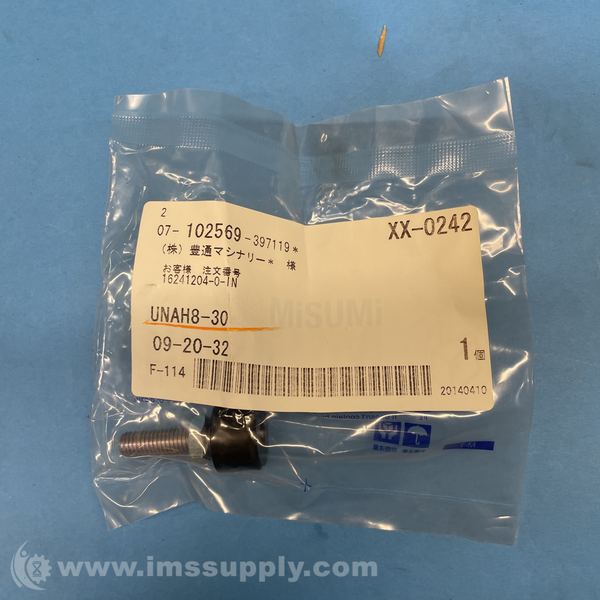 2
07-102569-397119*
XX-0242
(株)豊通マシナリー* 様
お客様 注文番号
16241204-0-IN
MiSUMi
UNAH8-30
09-20-32
1個
F-114
20140410
www.imssupply.com